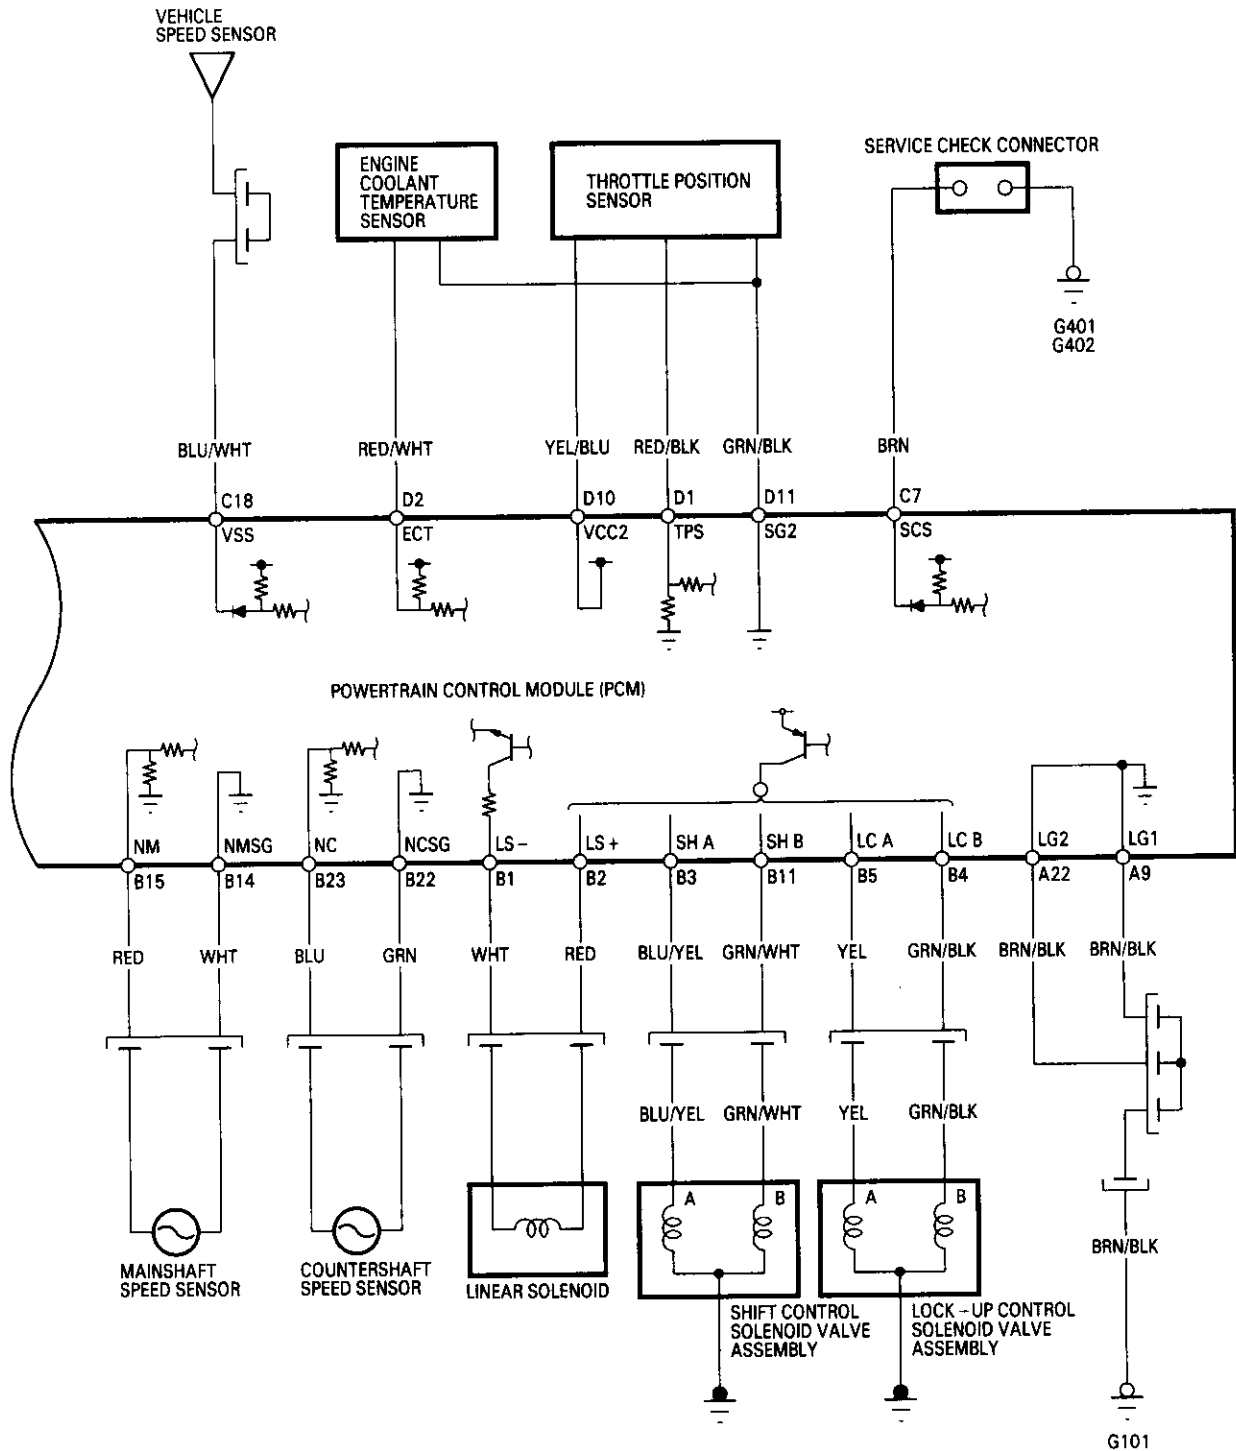 VEHICLE
SPEED SENSOR
ENGINE
COOLANT
TEMPERATURE
SENSOR
THROTTLE POSITION
SENSOR
SERVICE CHECK CONNECTOR
G401
G402
BLU/WHT
RED/WHT
YEL/BLU
RED/BLK
GRN/BLK
BRN
C18
D2
D10
D1
D11
C7
VSS
ECT
VCC2
TPS
SG2
SCS
POWERTRAIN CONTROL MODULE (PCM)
NM
NMSG
NC
NCSG
LS –
LS +
SH A
SH B
LC A
LC B
LG2
LG1
B15
B14
B23
B22
B1
B2
B3
B11
B5
B4
A22
A9
RED
WHT
BLU
GRN
WHT
RED
BLU/YEL
GRN/WHT
YEL
GRN/BLK
BRN/BLK
BRN/BLK
BLU/YEL
GRN/WHT
YEL
GRN/BLK
A
B
A
B
BRN/BLK
MAINSHAFT
SPEED SENSOR
COUNTERSHAFT
SPEED SENSOR
LINEAR SOLENOID
SHIFT CONTROL
SOLENOID VALVE
ASSEMBLY
LOCK – UP CONTROL
SOLENOID VALVE
ASSEMBLY
G101